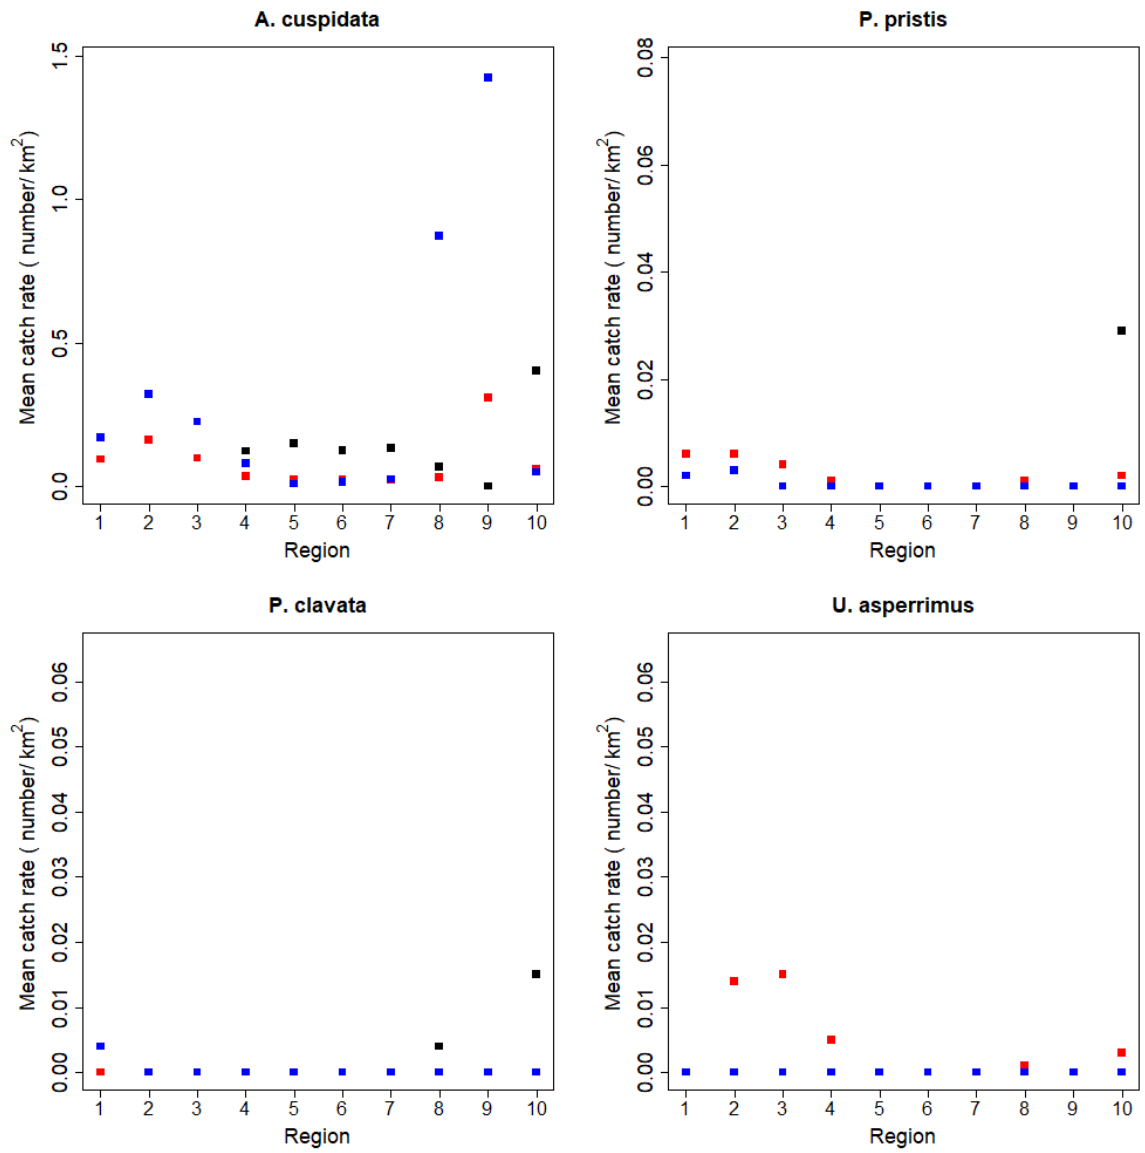 A. cuspidata
Mean catch rate ( number/ km²)
1.5
1.0
0.5
0.0
1 2 3 4 5 6 7 8 9 10
Region
P. pristis
Mean catch rate ( number/ km²)
0.08
0.06
0.04
0.02
0.00
1 2 3 4 5 6 7 8 9 10
Region
P. clavata
Mean catch rate ( number/ km²)
0.06
0.05
0.04
0.03
0.02
0.01
0.00
1 2 3 4 5 6 7 8 9 10
Region
U. asperrimus
Mean catch rate ( number/ km²)
0.06
0.05
0.04
0.03
0.02
0.01
0.00
1 2 3 4 5 6 7 8 9 10
Region